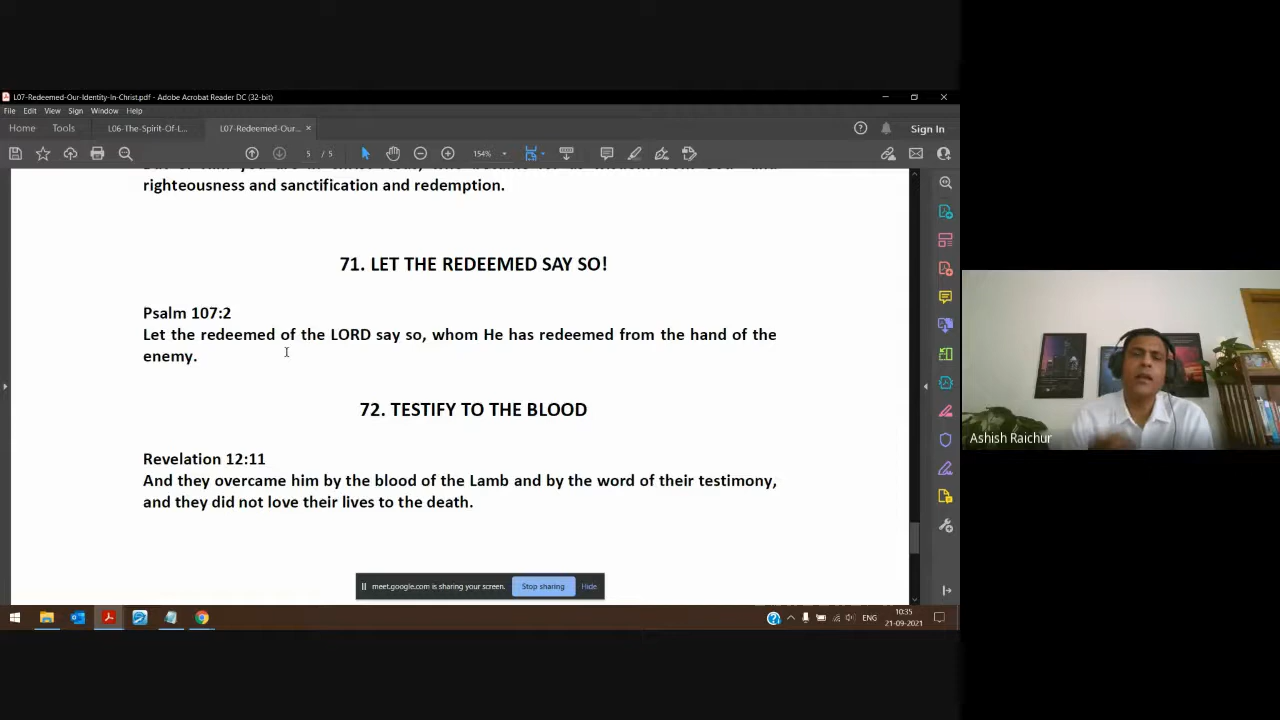 L07-Redeemed-Our-Identity-In-Christ.pdf - Adobe Acrobat Reader DC (32-bit)
File Edit View Sign Window Help
Home Tools L06-The-Spirit-Of-L... L07-Redeemed-Our... × Sign In
5 / 5 154%
righteousness and sanctification and redemption.
71. LET THE REDEEMED SAY SO!
Psalm 107:2
Let the redeemed of the LORD say so, whom He has redeemed from the hand of the
enemy.
72. TESTIFY TO THE BLOOD
Revelation 12:11
And they overcame him by the blood of the Lamb and by the word of their testimony,
and they did not love their lives to the death.
Ashish Raichur
meet.google.com is sharing your screen. Stop sharing Hide
ENG 10:35
21-09-2021